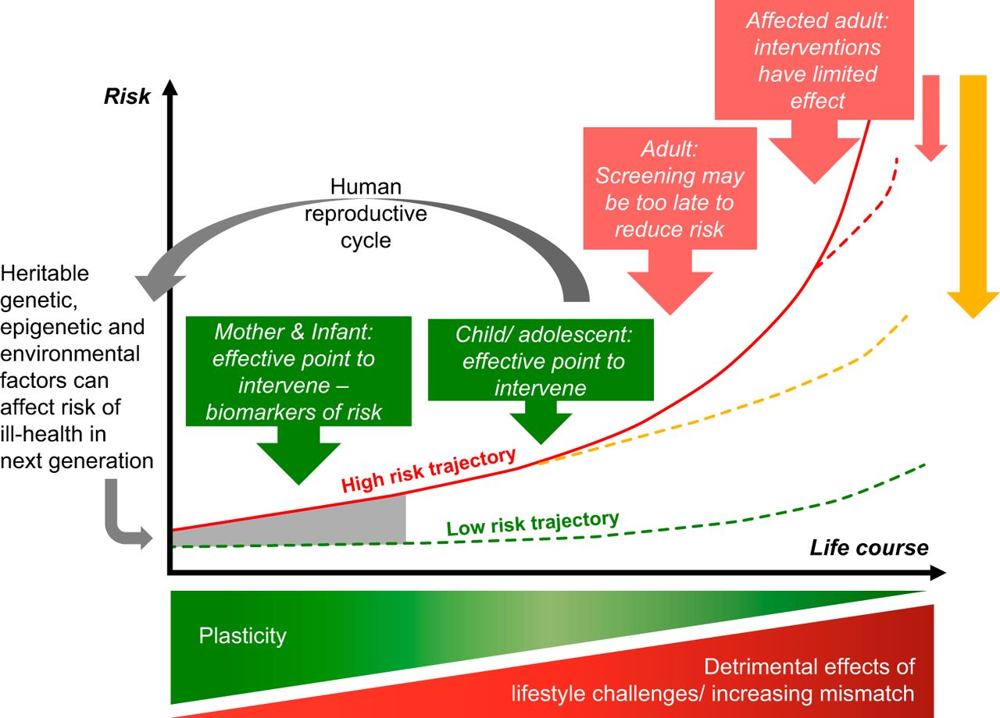 Affected adult:
interventions
have limited
effect
Risk
Adult:
Screening may
be too late to
reduce risk
Human
reproductive
cycle
Heritable
genetic,
epigenetic and
environmental
factors can
affect risk of
ill-health in
next generation
Mother & Infant:
effective point to
intervene –
biomarkers of risk
Child/ adolescent:
effective point to
intervene
High risk trajectory
Low risk trajectory
Life course
Plasticity
Detrimental effects of
lifestyle challenges/ increasing mismatch